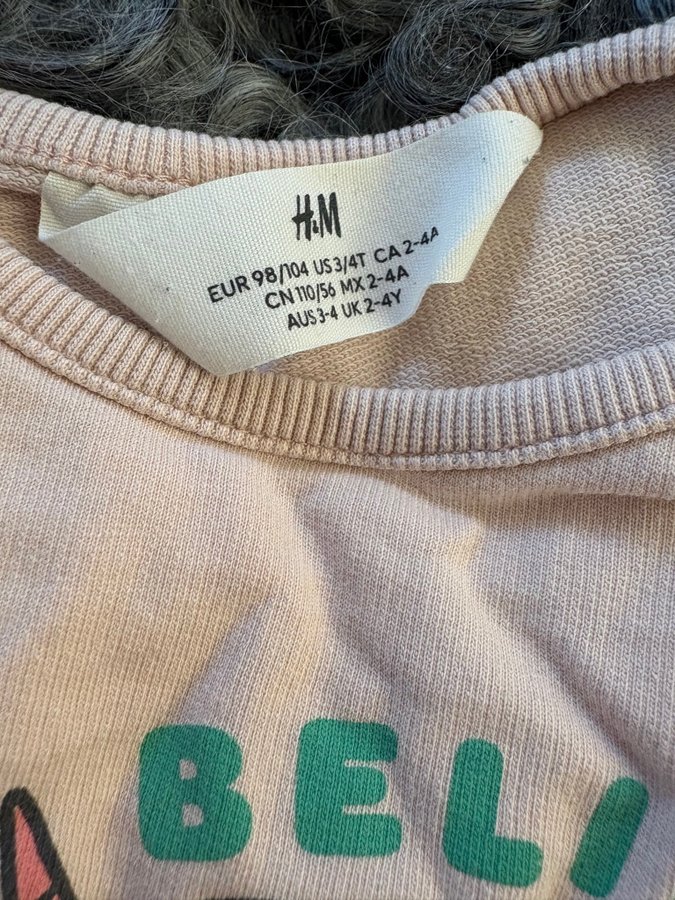 H&M
EUR 98/104 US 3/4T CA 2-4A
CN 110/56 MX 2-4A
AUS 3-4 UK 2-4Y
BELI